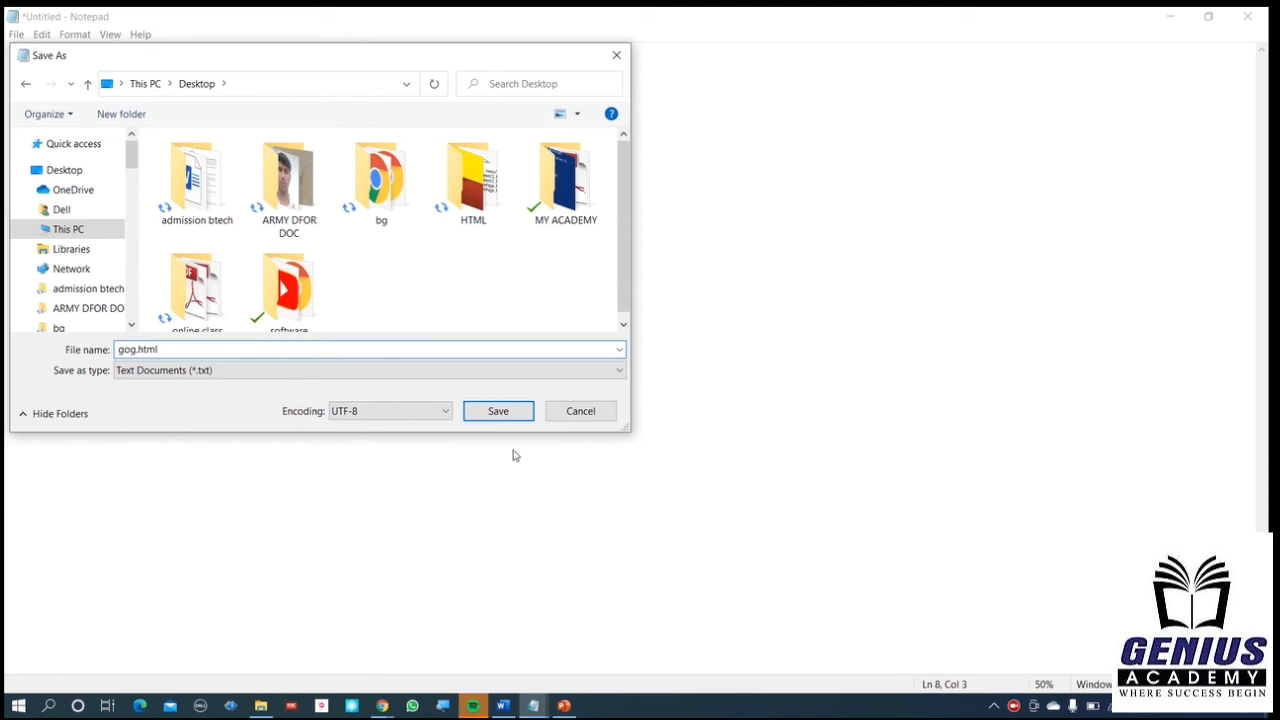 *Untitled - Notepad
File Edit Format View Help
Save As
This PC Desktop
Search Desktop
Organize New folder
Quick access
Desktop
OneDrive
Dell
This PC
Libraries
Network
admission btech
ARMY DFOR DO
bg
admission btech
ARMY DFOR DOC
bg
HTML
MY ACADEMY
online class
software
File name: gog.html
Save as type: Text Documents (*.txt)
Hide Folders
Encoding: UTF-8
Save
Cancel
Ln 8, Col 3
50%
Window
GENIUS
ACADEMY
WHERE SUCCESS BEGIN